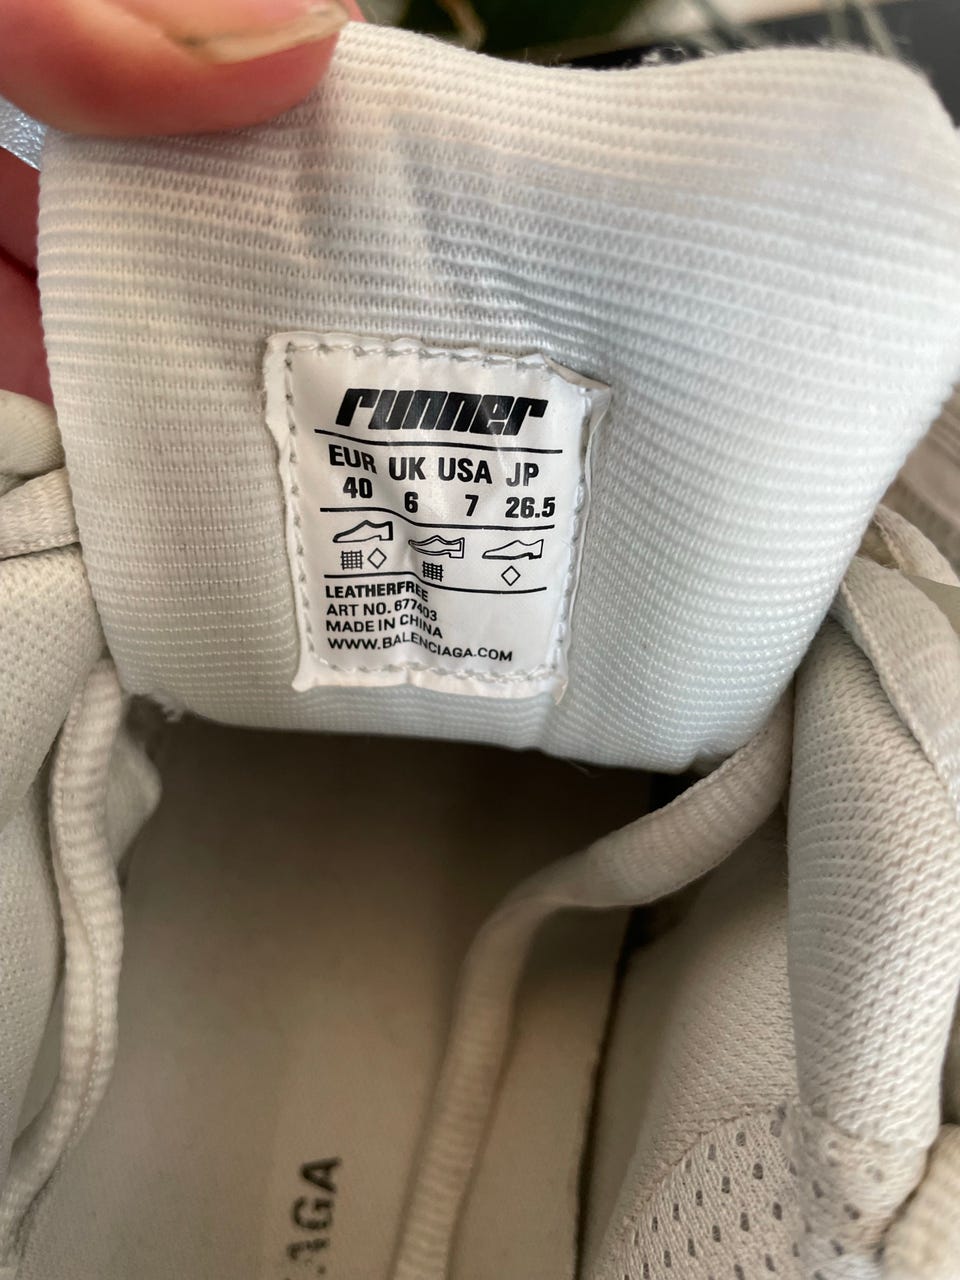 runner
EUR UK USA JP
40 6 7 26.5
LEATHERFREE
ART NO. 677403
MADE IN CHINA
WWW.BALENCIAGA.COM
AGA